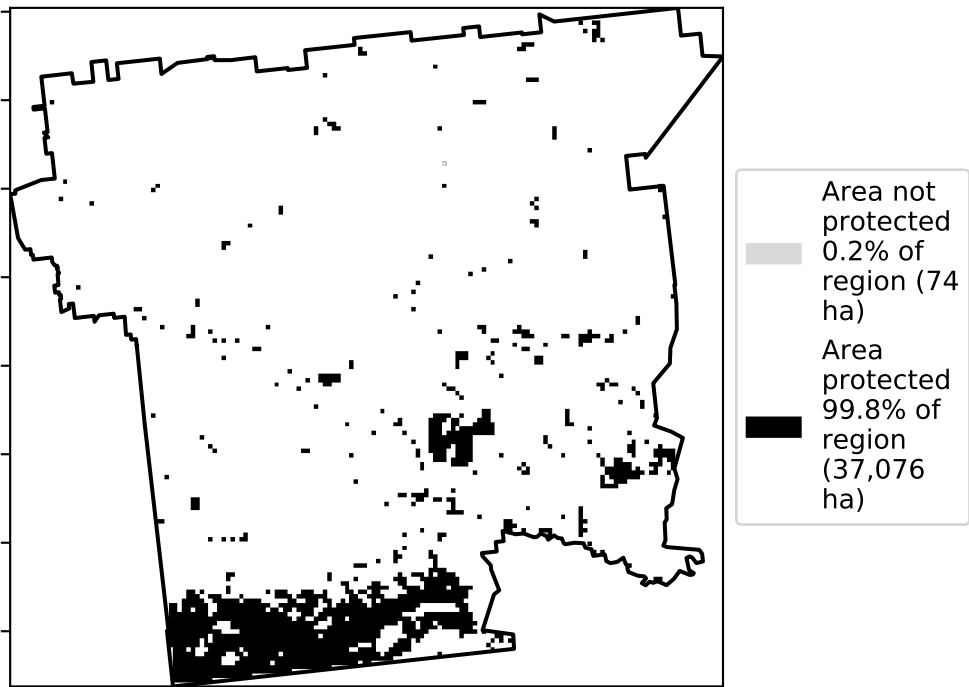 Area not
protected
0.2% of
region (74
ha)
Area
protected
99.8% of
region
(37,076
ha)